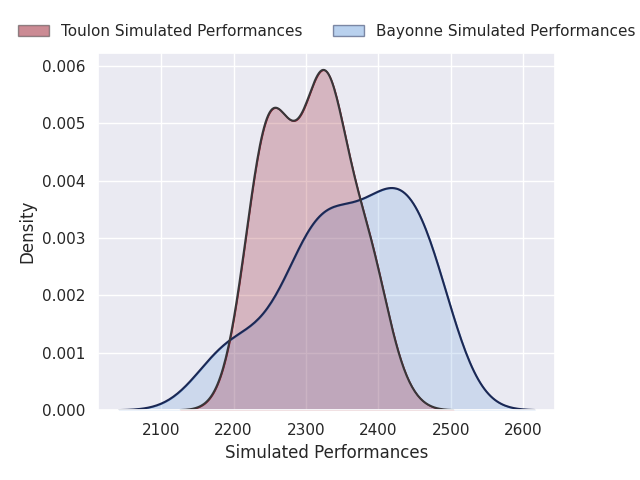 Toulon Simulated Performances Bayonne Simulated Performances
0.006
0.005
0.004
0.003
0.002
0.001
0.000
Density
2100 2200 2300 2400 2500 2600
Simulated Performances